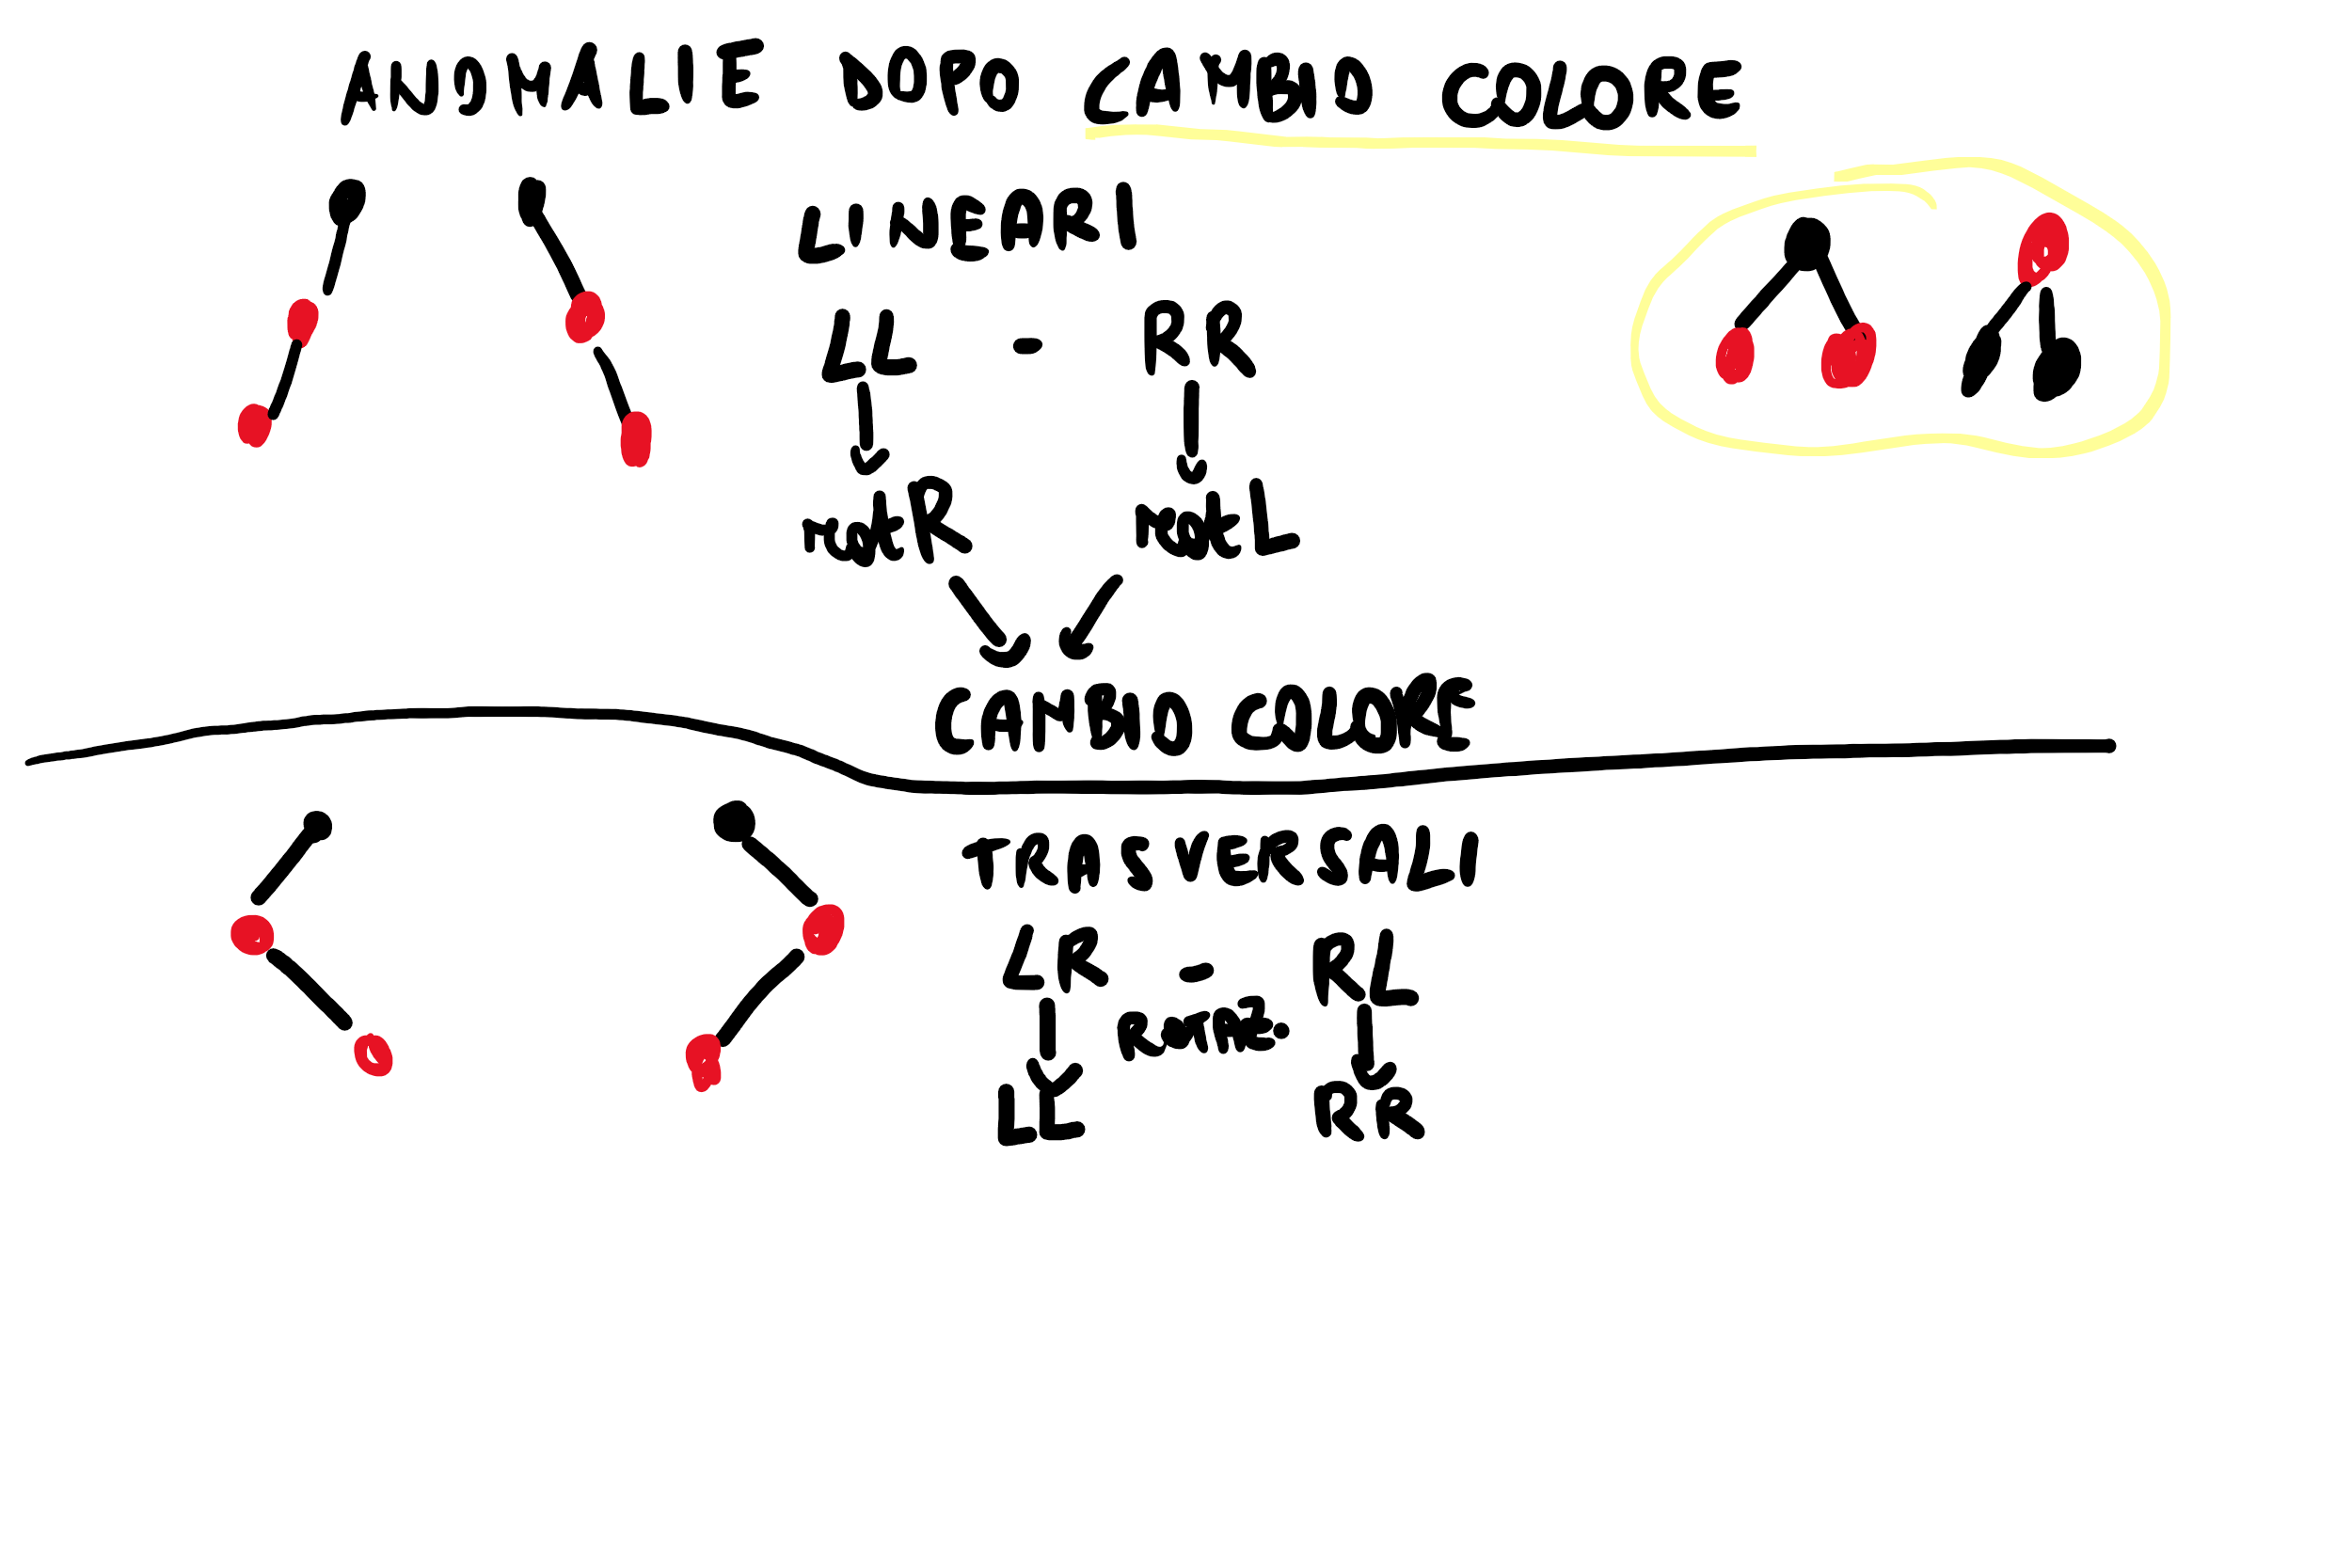 ANOMALIE DOPO CAMBIO COLORE
LINEARI
LL - RR
rotR rotL
CAMBIO COLORE
TRASVERSALI
LR - RL
ROTAZ.
LL RR